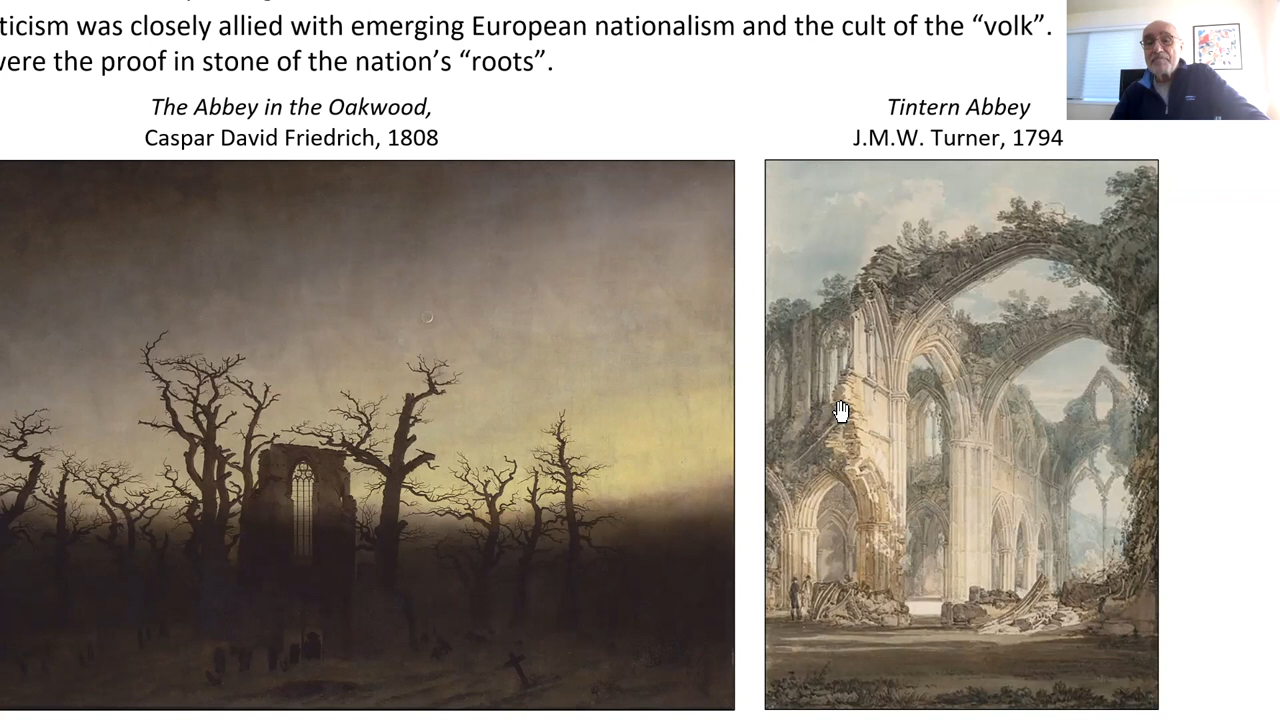 ticism was closely allied with emerging European nationalism and the cult of the “volk”.
were the proof in stone of the nation’s “roots”.
The Abbey in the Oakwood,
Caspar David Friedrich, 1808
Tintern Abbey
J.M.W. Turner, 1794